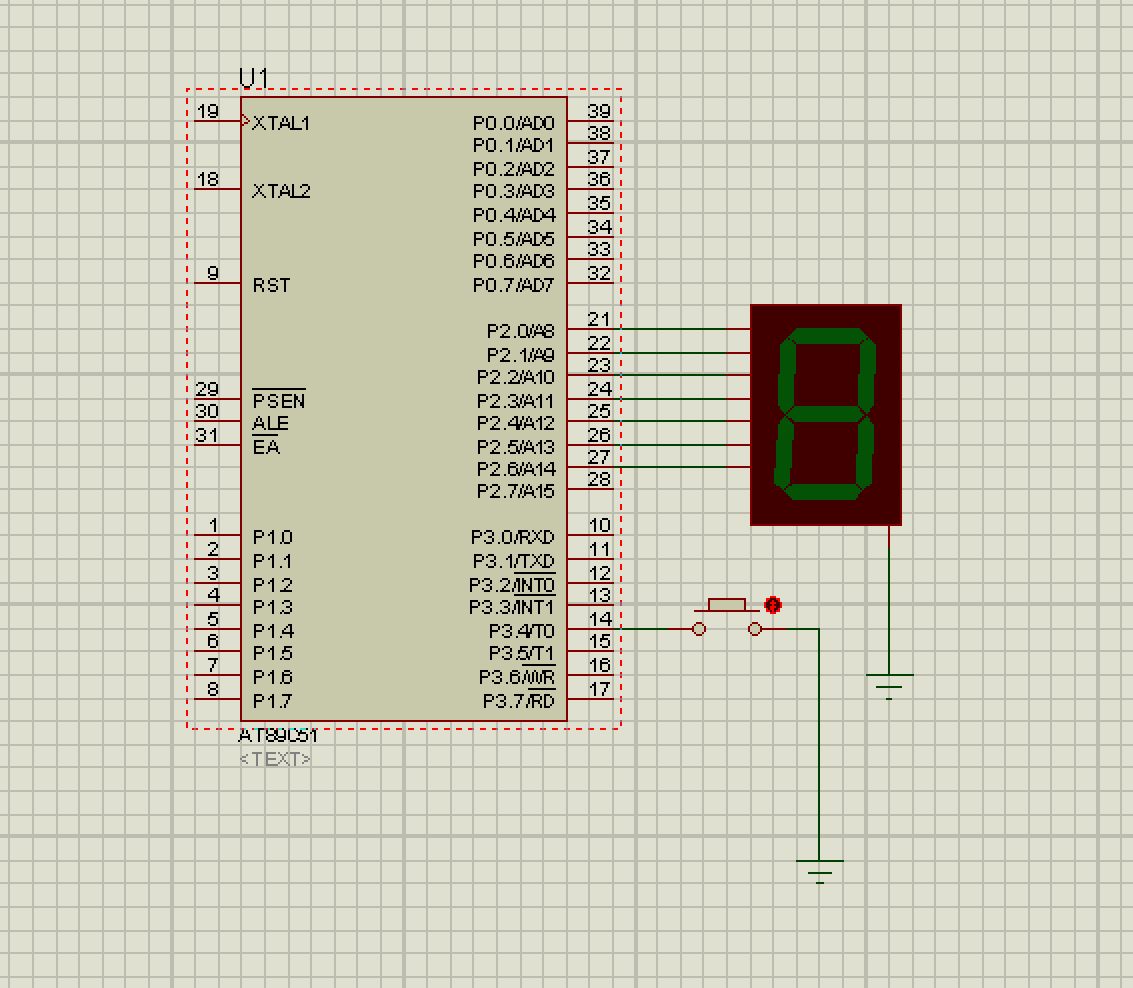 U1
19 XTAL1 P0.0/AD0 39
P0.1/AD1 38
P0.2/AD2 37
18 XTAL2 P0.3/AD3 36
P0.4/AD4 35
P0.5/AD5 34
P0.6/AD6 33
9 RST P0.7/AD7 32
P2.0/A8 21
P2.1/A9 22
P2.2/A10 23
29 PSEN P2.3/A11 24
30 ALE P2.4/A12 25
31 EA P2.5/A13 26
P2.6/A14 27
P2.7/A15 28
1 P1.0 P3.0/RXD 10
2 P1.1 P3.1/TXD 11
3 P1.2 P3.2/INT0 12
4 P1.3 P3.3/INT1 13
5 P1.4 P3.4/T0 14
6 P1.5 P3.5/T1 15
7 P1.6 P3.6/WR 16
8 P1.7 P3.7/RD 17
AT89C51
<TEXT>